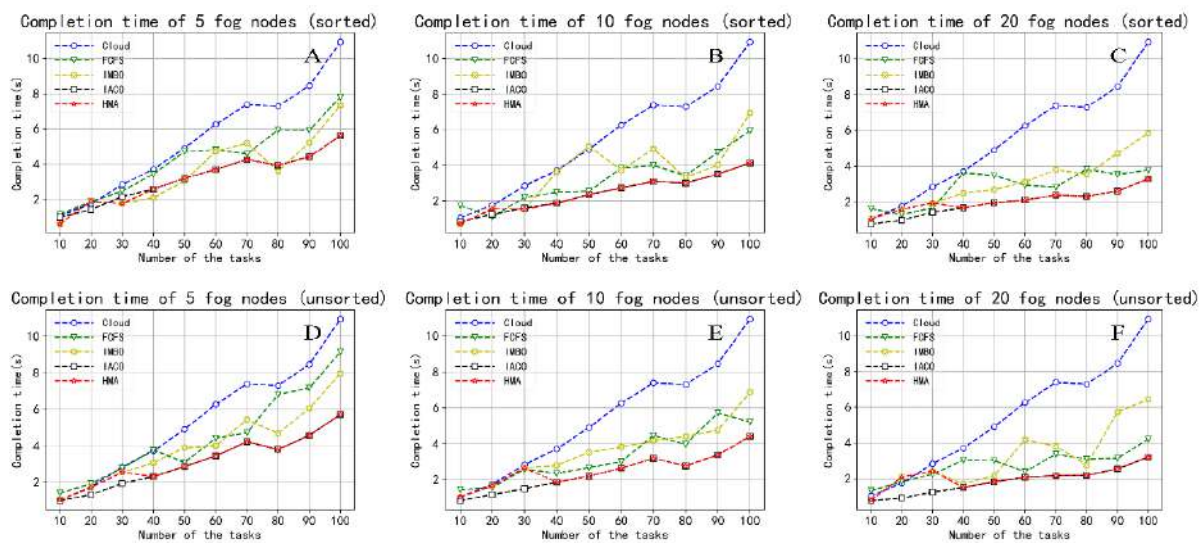 Completion time of 5 fog nodes (sorted)
A
Cloud
FCFS
IMBO
IACO
HMA
Completion time(s)
10
8
6
4
2
10 20 30 40 50 60 70 80 90 100
Number of the tasks
Completion time of 10 fog nodes (sorted)
B
Cloud
FCFS
IMBO
IACO
HMA
Completion time(s)
10
8
6
4
2
10 20 30 40 50 60 70 80 90 100
Number of the tasks
Completion time of 20 fog nodes (sorted)
C
Cloud
FCFS
IMBO
IACO
HMA
Completion time(s)
10
8
6
4
2
10 20 30 40 50 60 70 80 90 100
Number of the tasks
Completion time of 5 fog nodes (unsorted)
D
Cloud
FCFS
IMBO
IACO
HMA
Completion time(s)
10
8
6
4
2
10 20 30 40 50 60 70 80 90 100
Number of the tasks
Completion time of 10 fog nodes (unsorted)
E
Cloud
FCFS
IMBO
IACO
HMA
Completion time(s)
10
8
6
4
2
10 20 30 40 50 60 70 80 90 100
Number of the tasks
Completion time of 20 fog nodes (unsorted)
F
Cloud
FCFS
IMBO
IACO
HMA
Completion time(s)
10
8
6
4
2
10 20 30 40 50 60 70 80 90 100
Number of the tasks